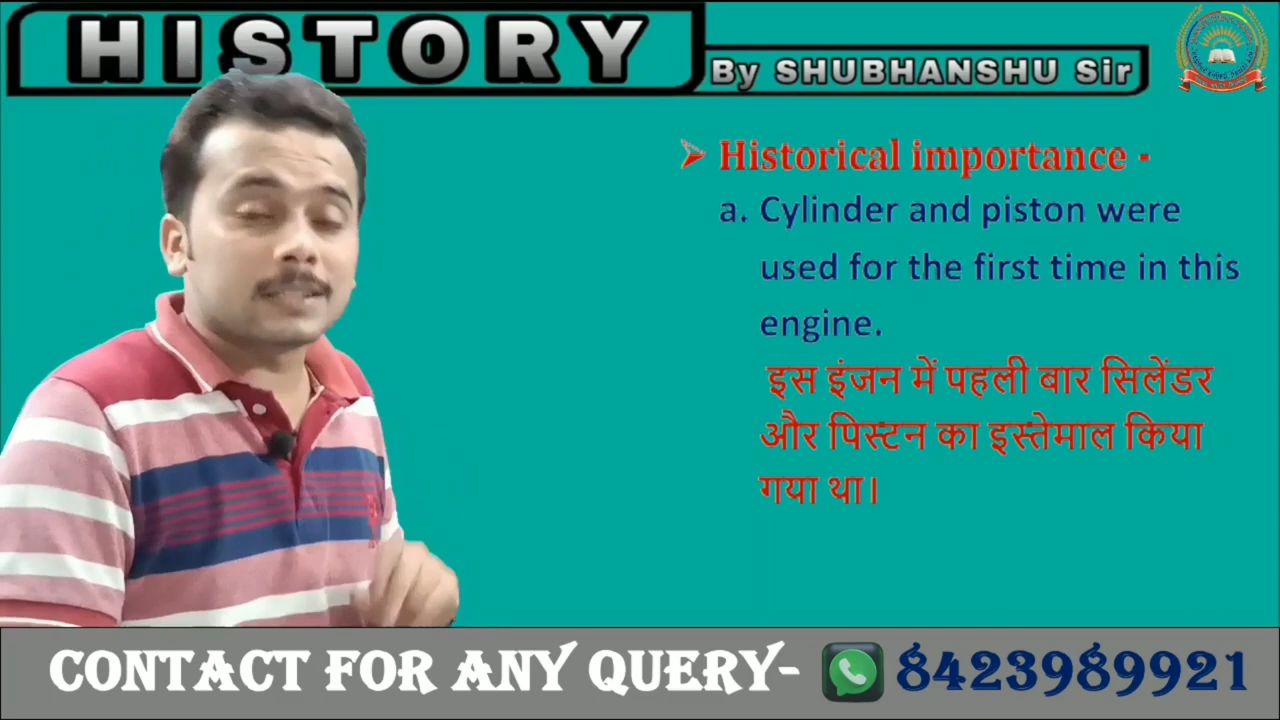 HISTORY
By SHUBHANSHU Sir
Historical importance -
a. Cylinder and piston were
used for the first time in this
engine.
इस इंजन में पहली बार सिलेंडर
और पिस्टन का इस्तेमाल किया
गया था।
CONTACT FOR ANY QUERY- 8423989921